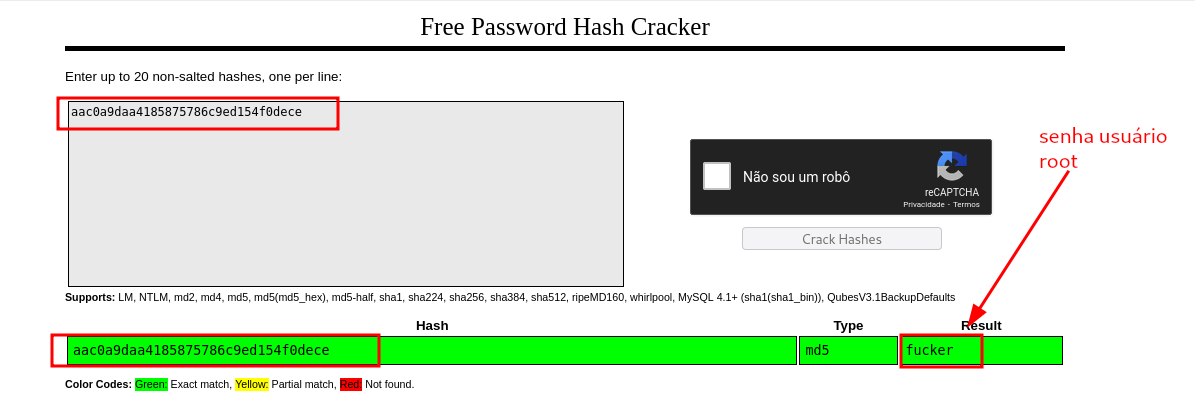 Free Password Hash Cracker
Enter up to 20 non-salted hashes, one per line:
aac0a9daa4185875786c9ed154f0dece
senha usuário
root
Não sou um robô
reCAPTCHA
Privacidade - Termos
Crack Hashes
Supports: LM, NTLM, md2, md4, md5, md5(md5_hex), md5-half, sha1, sha224, sha256, sha384, sha512, ripeMD160, whirlpool, MySQL 4.1+ (sha1(sha1_bin)), QubesV3.1BackupDefaults
Hash Type Result
aac0a9daa4185875786c9ed154f0dece md5 fucker
Color Codes: Green: Exact match, Yellow: Partial match, Red: Not found.